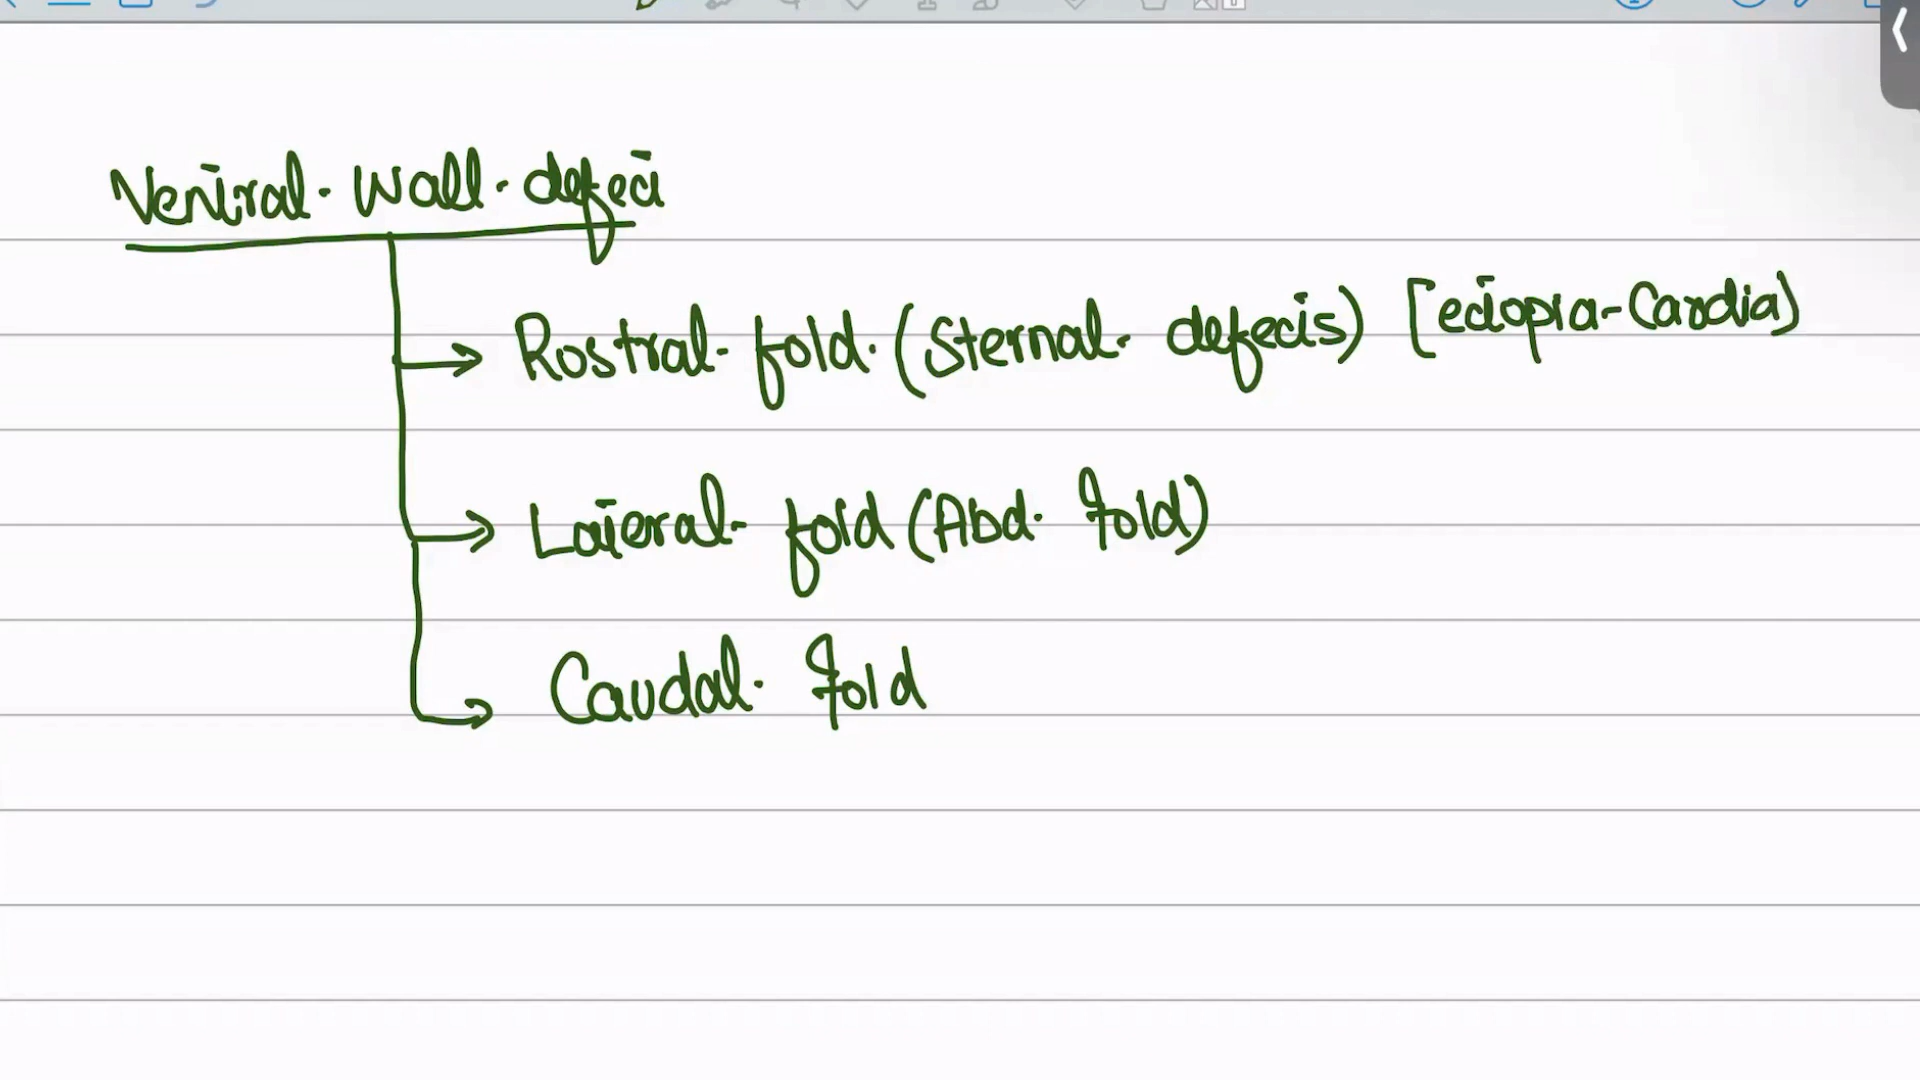 Ventral. Wall. defect
Rostral. fold. (Sternal. defects) [ectopia-Cardia)
Lateral. fold (Abd. fold)
Caudal. fold